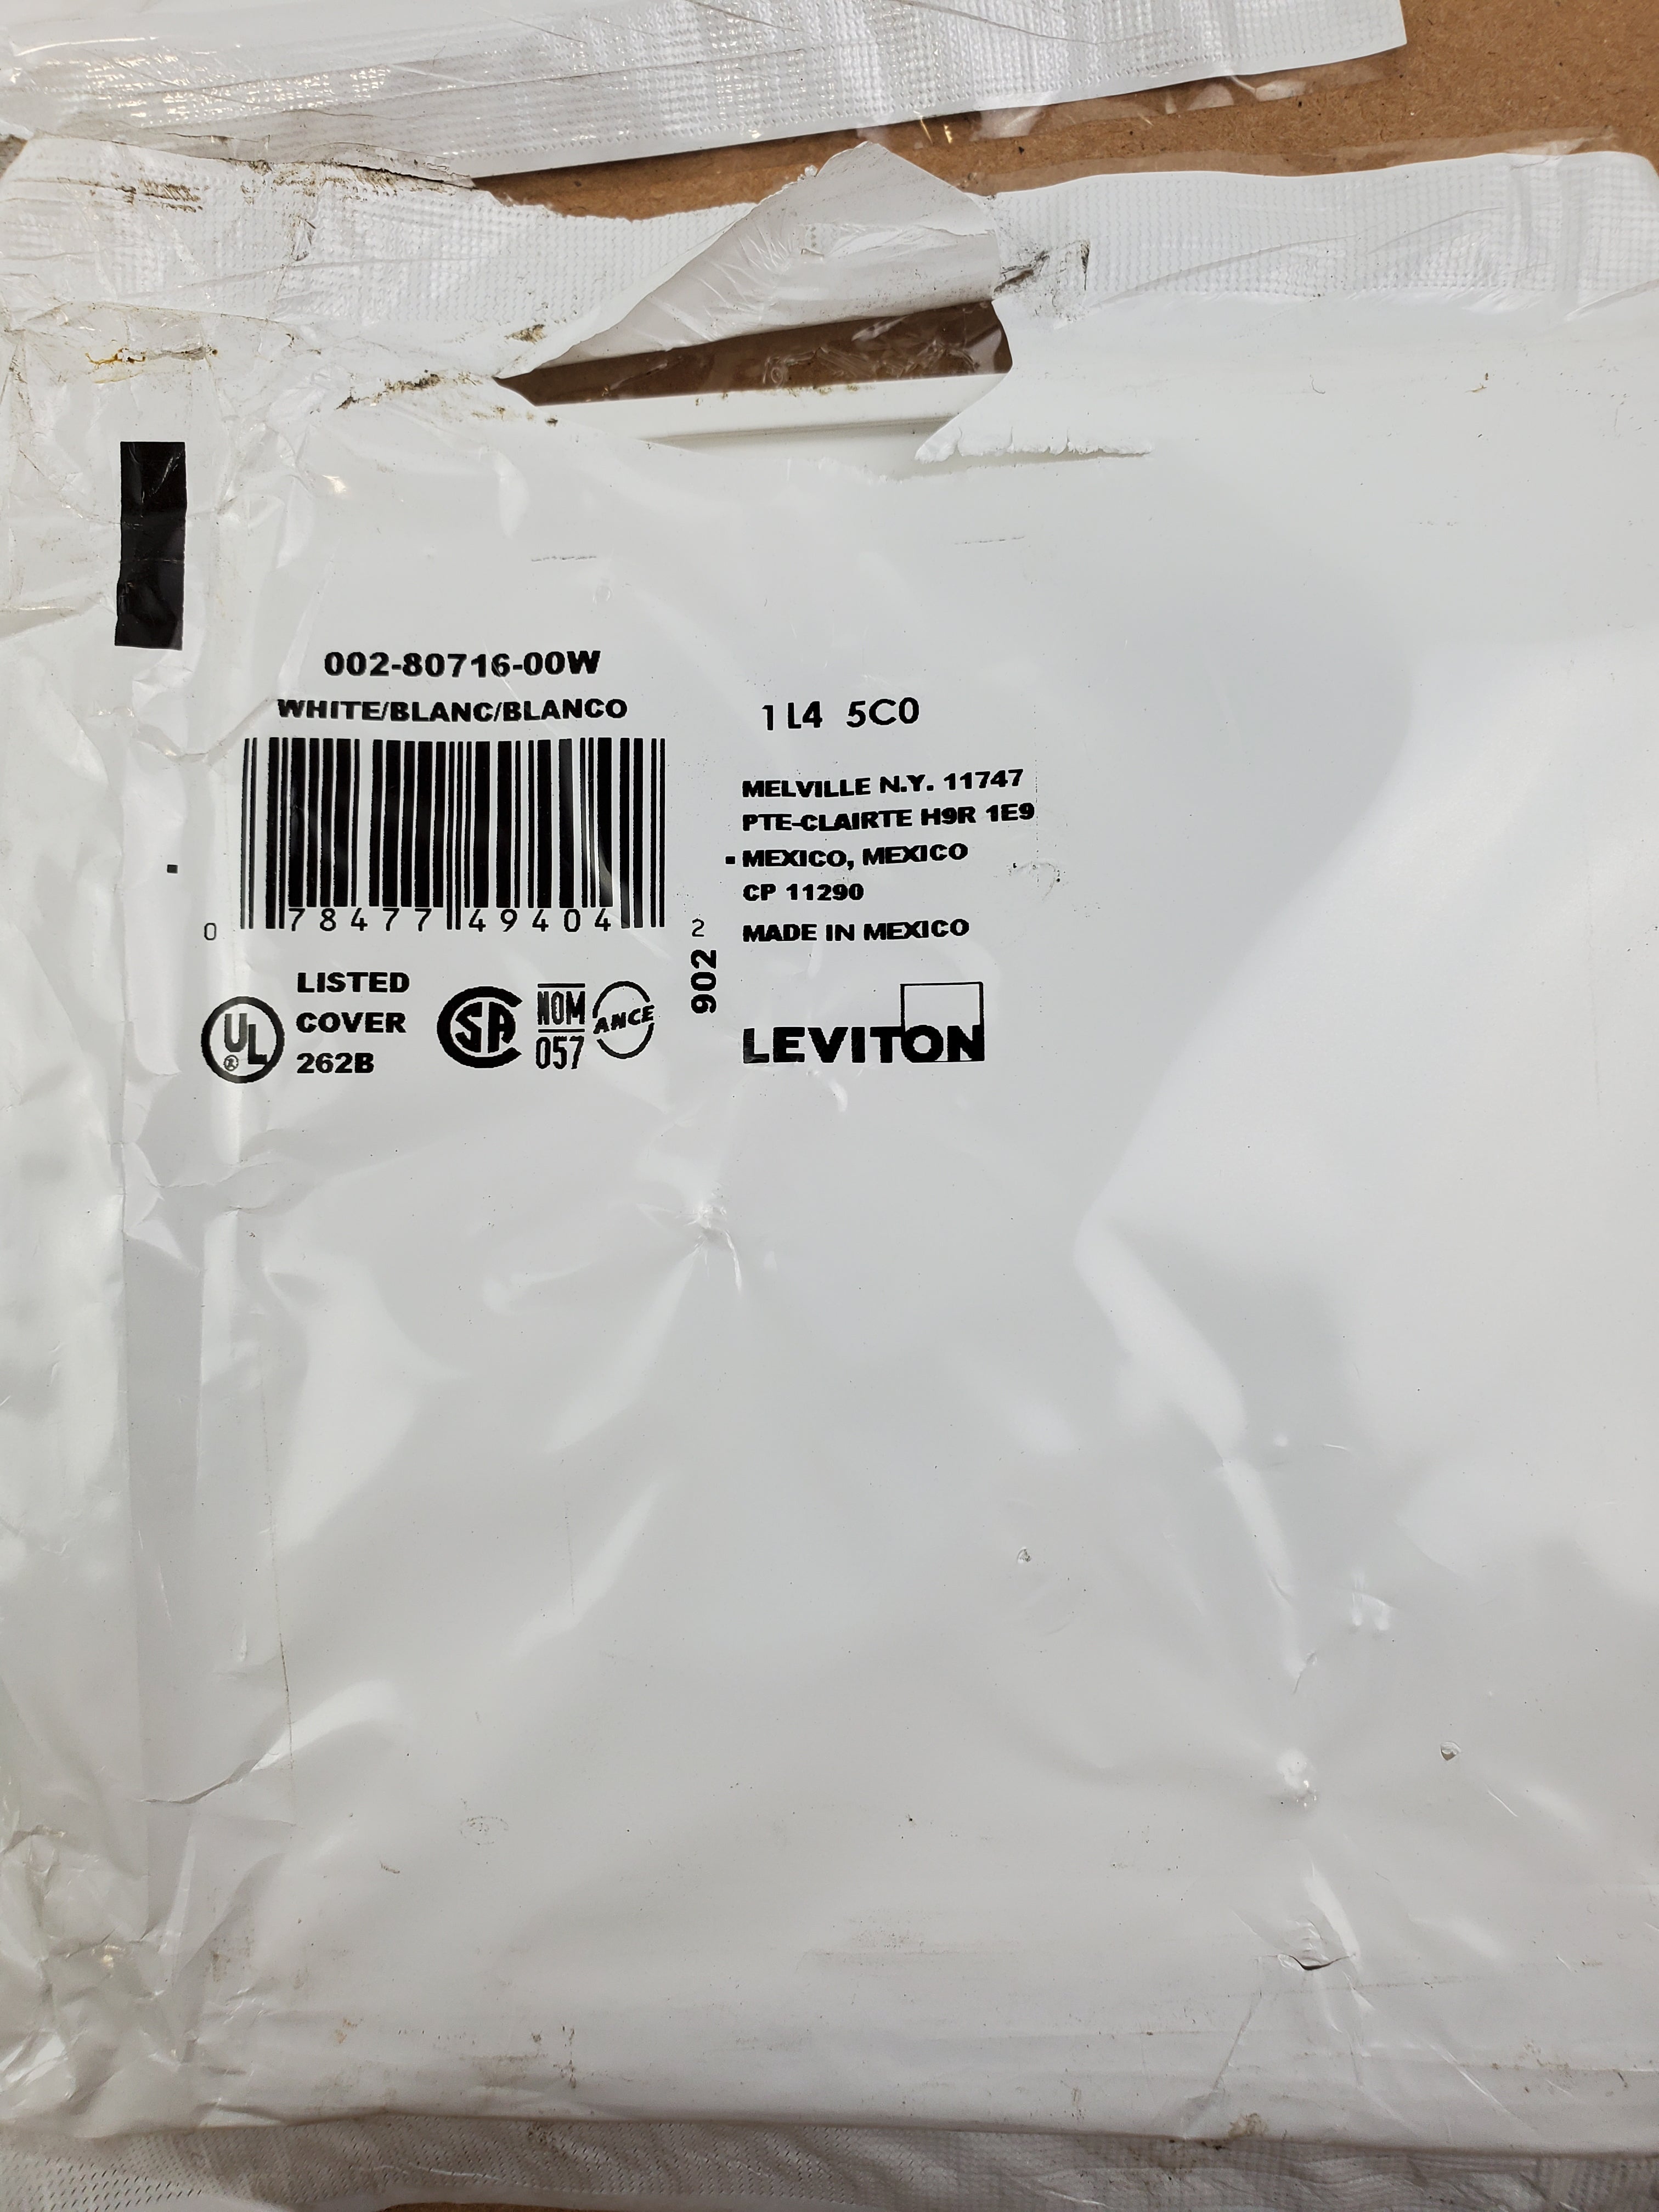 002-80716-00W
WHITE/BLANC/BLANCO
0 78477 49404 2
902
LISTED
COVER
262B
UL
®
SA
NOM
057
ANCE
1L4 5C0
MELVILLE N.Y. 11747
PTE-CLAIRTE H9R 1E9
MEXICO, MEXICO
CP 11290
MADE IN MEXICO
LEVITON